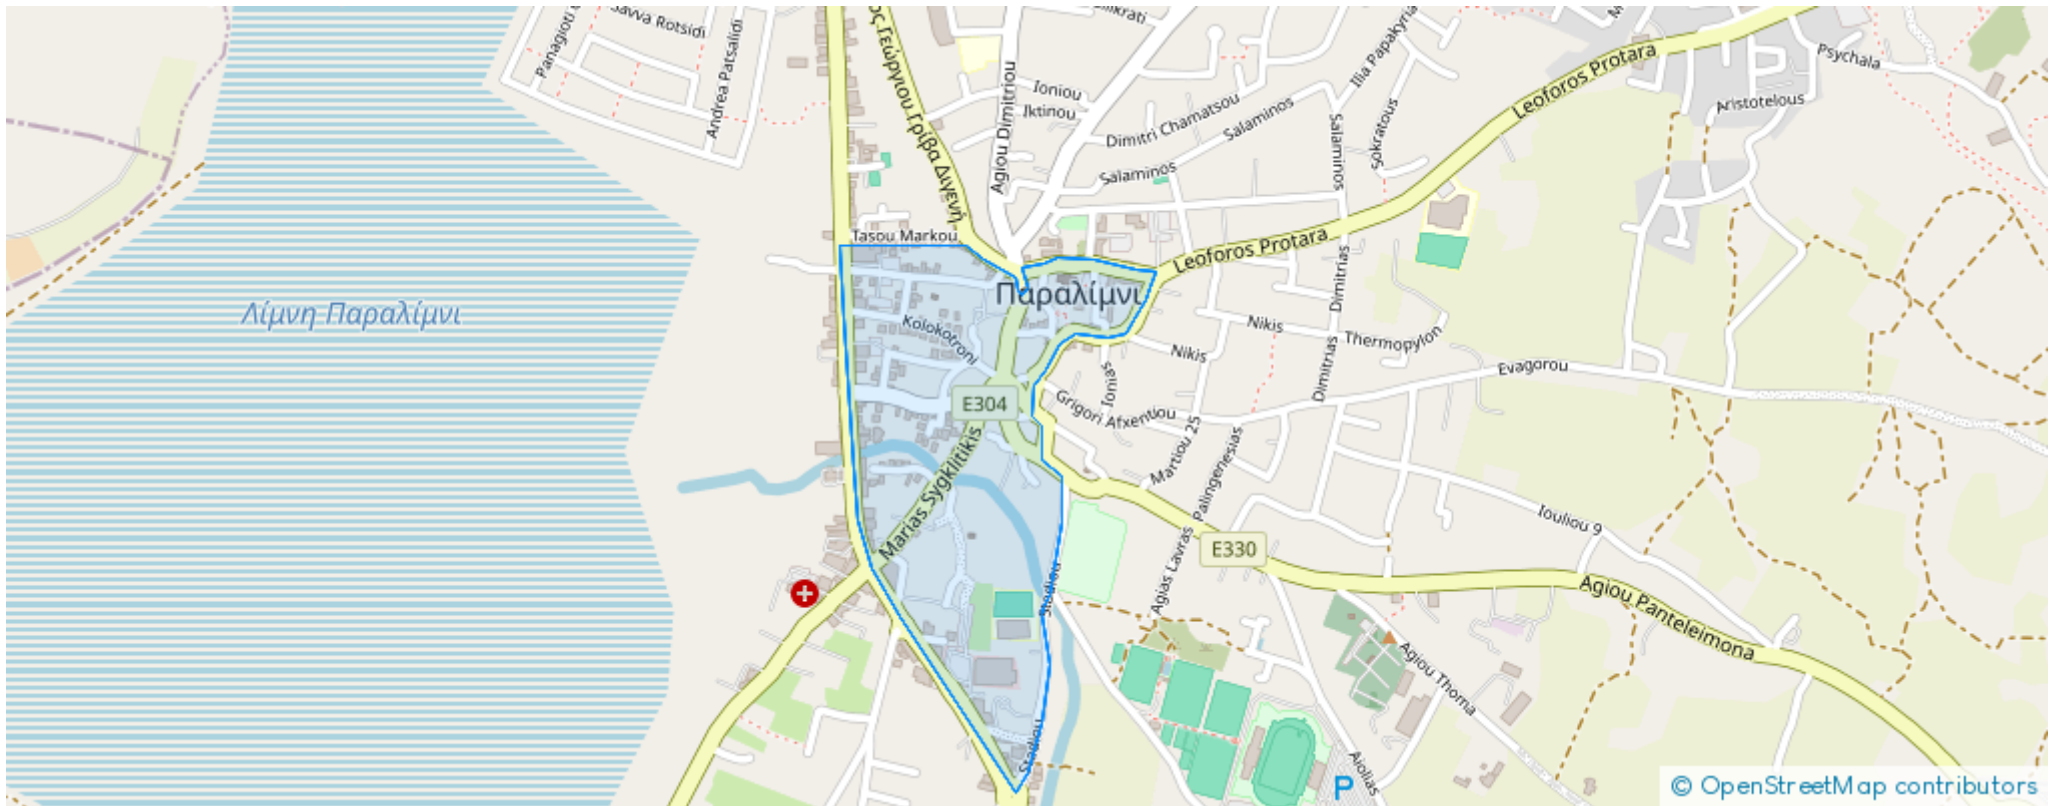 Savva Rotsidi
Panagioti
Andrea Patsalidi
ος Γεώργιου Γρίβα Διγενή
Agiou Dimitriou
Ioniou
Iktinou
Dimitri Chamatsou
Salaminos
Salaminos
Salaminos
Ilia Papakyria
Sokratous
Leoforos Protara
Psychala
Aristotelous
Tasou Markou
Leoforos Protara
Παραλίμνι
Λίμνη Παραλίμνι
Kolokotroni
Dimitrias
Nikis
Thermopylon
Nikis
Ionias
Dimitrias
Evagorou
E304
Grigori Afxentiou
Martiou 25
Palingenesias
Marias Sygklitikis
Iouliou 9
E330
Agias Lavras
Stadiou
Agiou Panteleimona
Agiou Thoma
Stadiou
Aiolias
P
© OpenStreetMap contributors